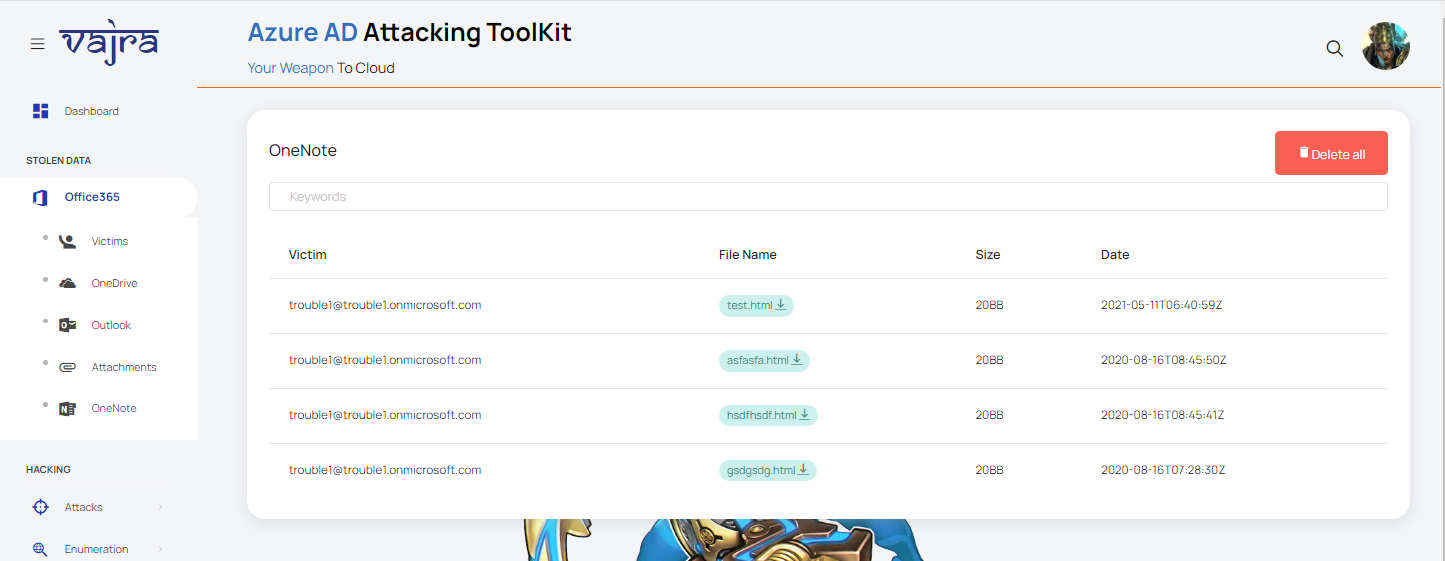 vajra
Azure AD Attacking ToolKit
Your Weapon To Cloud
Dashboard
STOLEN DATA
Office365
Victims
OneDrive
Outlook
Attachments
OneNote
HACKING
Attacks
Enumeration
OneNote
Delete all
Keywords
Victim File Name Size Date
trouble1@trouble1.onmicrosoft.com test.html 20BB 2021-05-11T06:40:59Z
trouble1@trouble1.onmicrosoft.com asfasfa.html 20BB 2020-08-16T08:45:50Z
trouble1@trouble1.onmicrosoft.com hsdfhsdf.html 20BB 2020-08-16T08:45:41Z
trouble1@trouble1.onmicrosoft.com gsdgsdg.html 20BB 2020-08-16T07:28:30Z